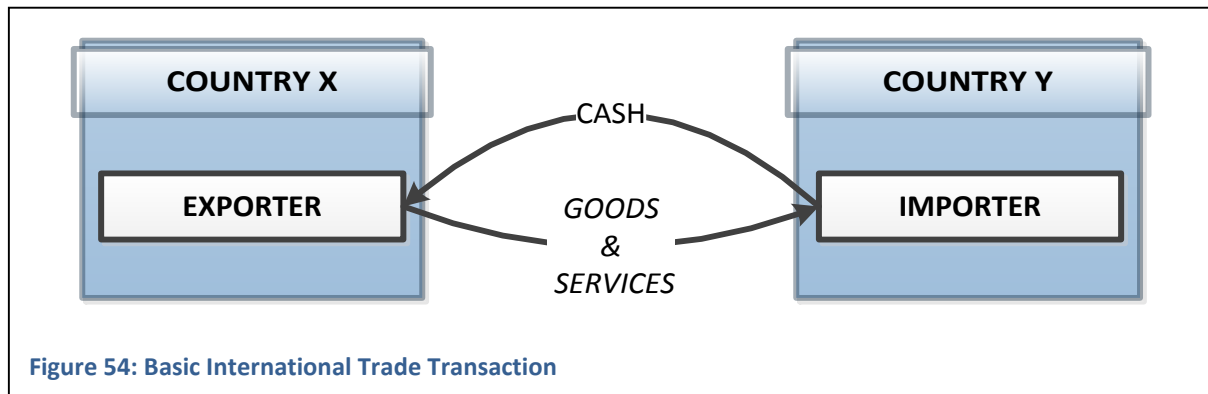 COUNTRY X
COUNTRY Y
CASH
EXPORTER
GOODS
&
SERVICES
IMPORTER
Figure 54: Basic International Trade Transaction